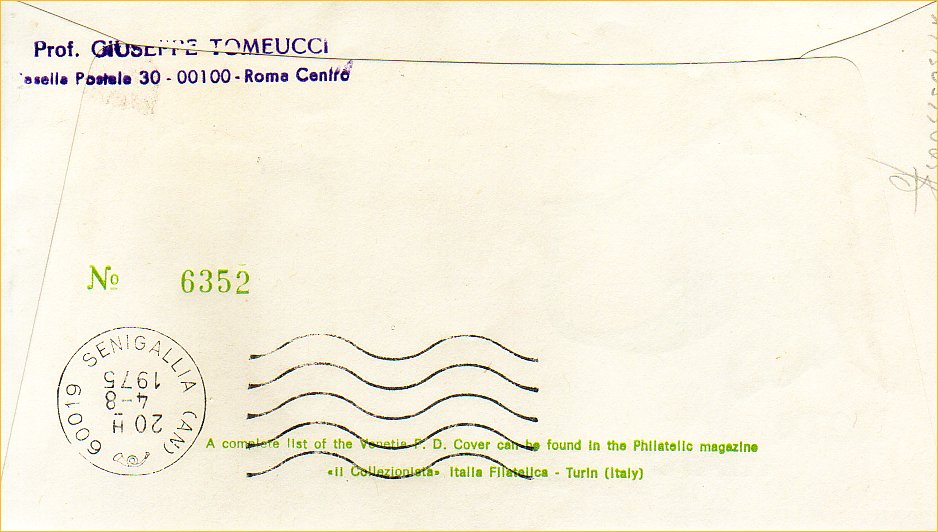 Prof. GIUSEPPE TOMEUCCI
asella Postale 30 - 00100 - Roma Centro
No 6352
60019 SENIGALLIA (AN)
20 H
4-8
1975
A complete list of the Venetia F. D. Cover can be found in the Philatelic magazine
«Il Collezionista» Italia Filatelica - Turin (Italy)